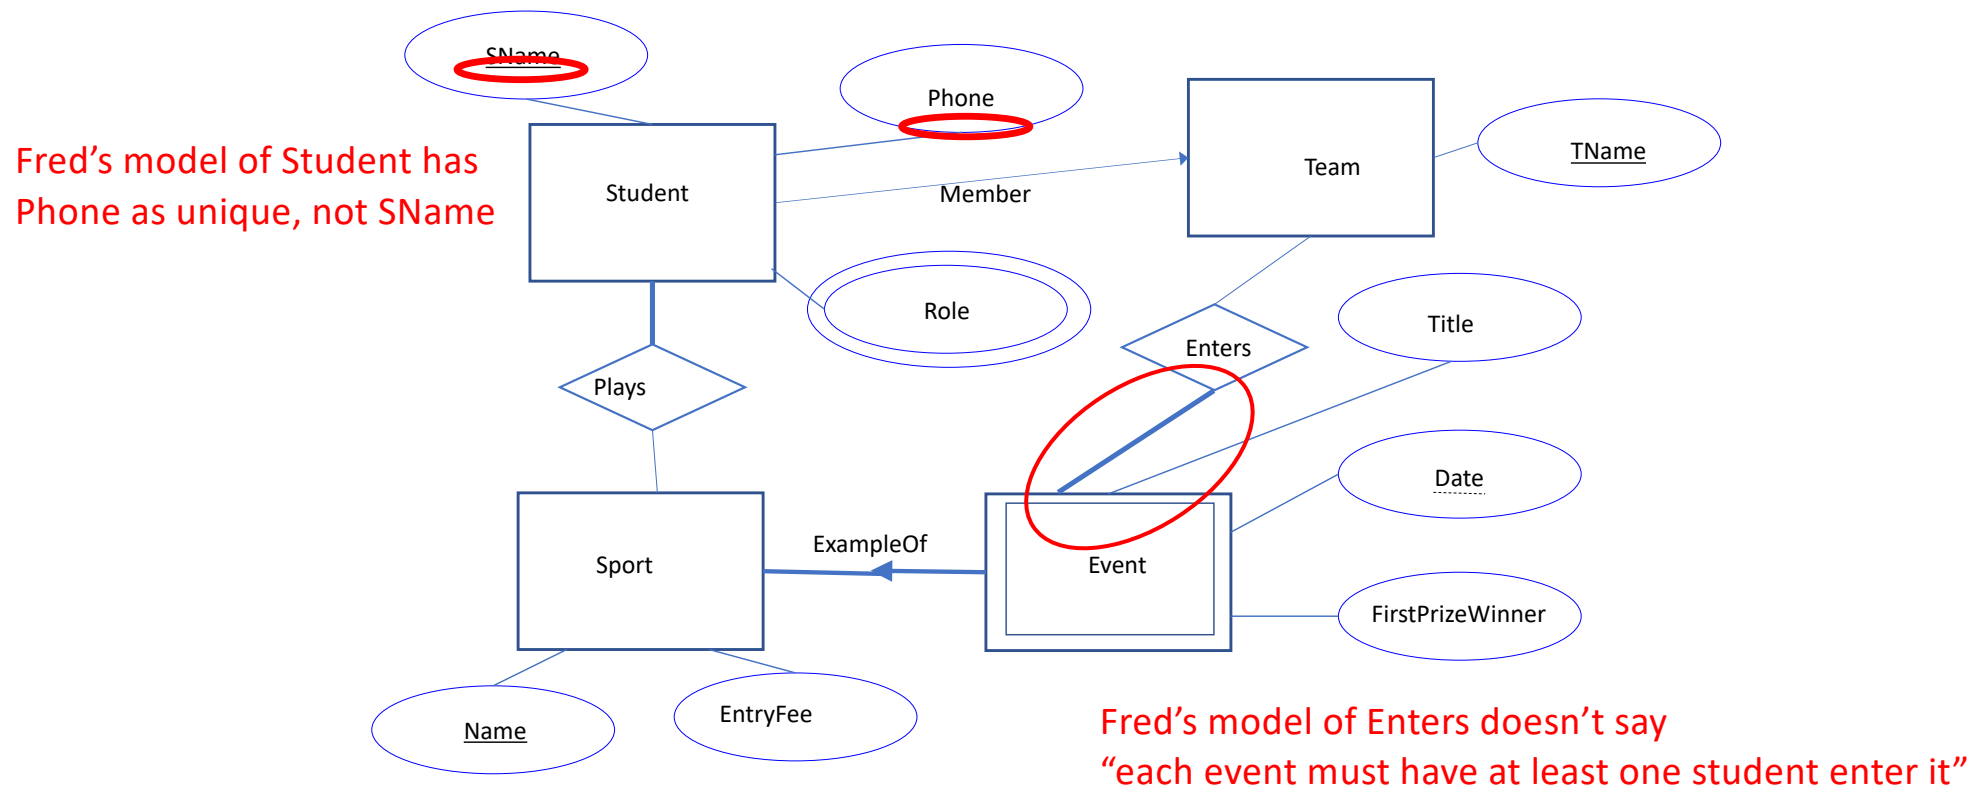 SName
Phone
Team
TName
Fred’s model of Student has
Phone as unique, not SName
Student
Member
Role
Title
Enters
Plays
Date
ExampleOf
Sport
Event
FirstPrizeWinner
Name
EntryFee
Fred’s model of Enters doesn’t say
“each event must have at least one student enter it”